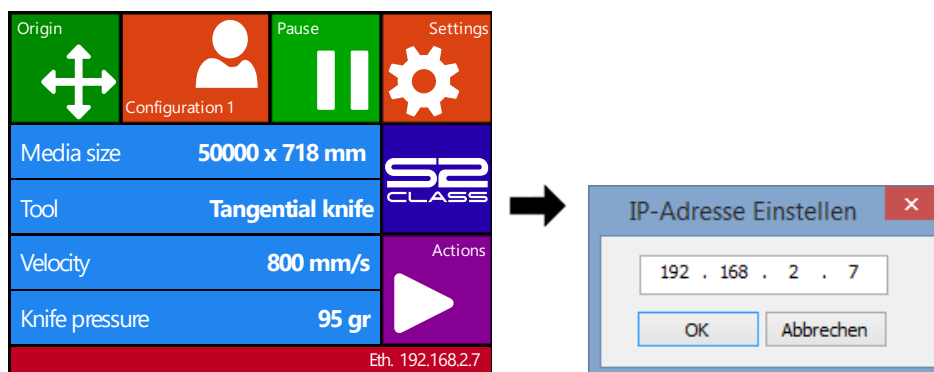 Origin
Pause
Settings
Configuration 1
Media size 50000 x 718 mm
S2
CLASS
Tool Tangential knife
Velocity 800 mm/s
Actions
Knife pressure 95 gr
Eth. 192.168.2.7
IP-Adresse Einstellen
192 . 168 . 2 . 7
OK Abbrechen